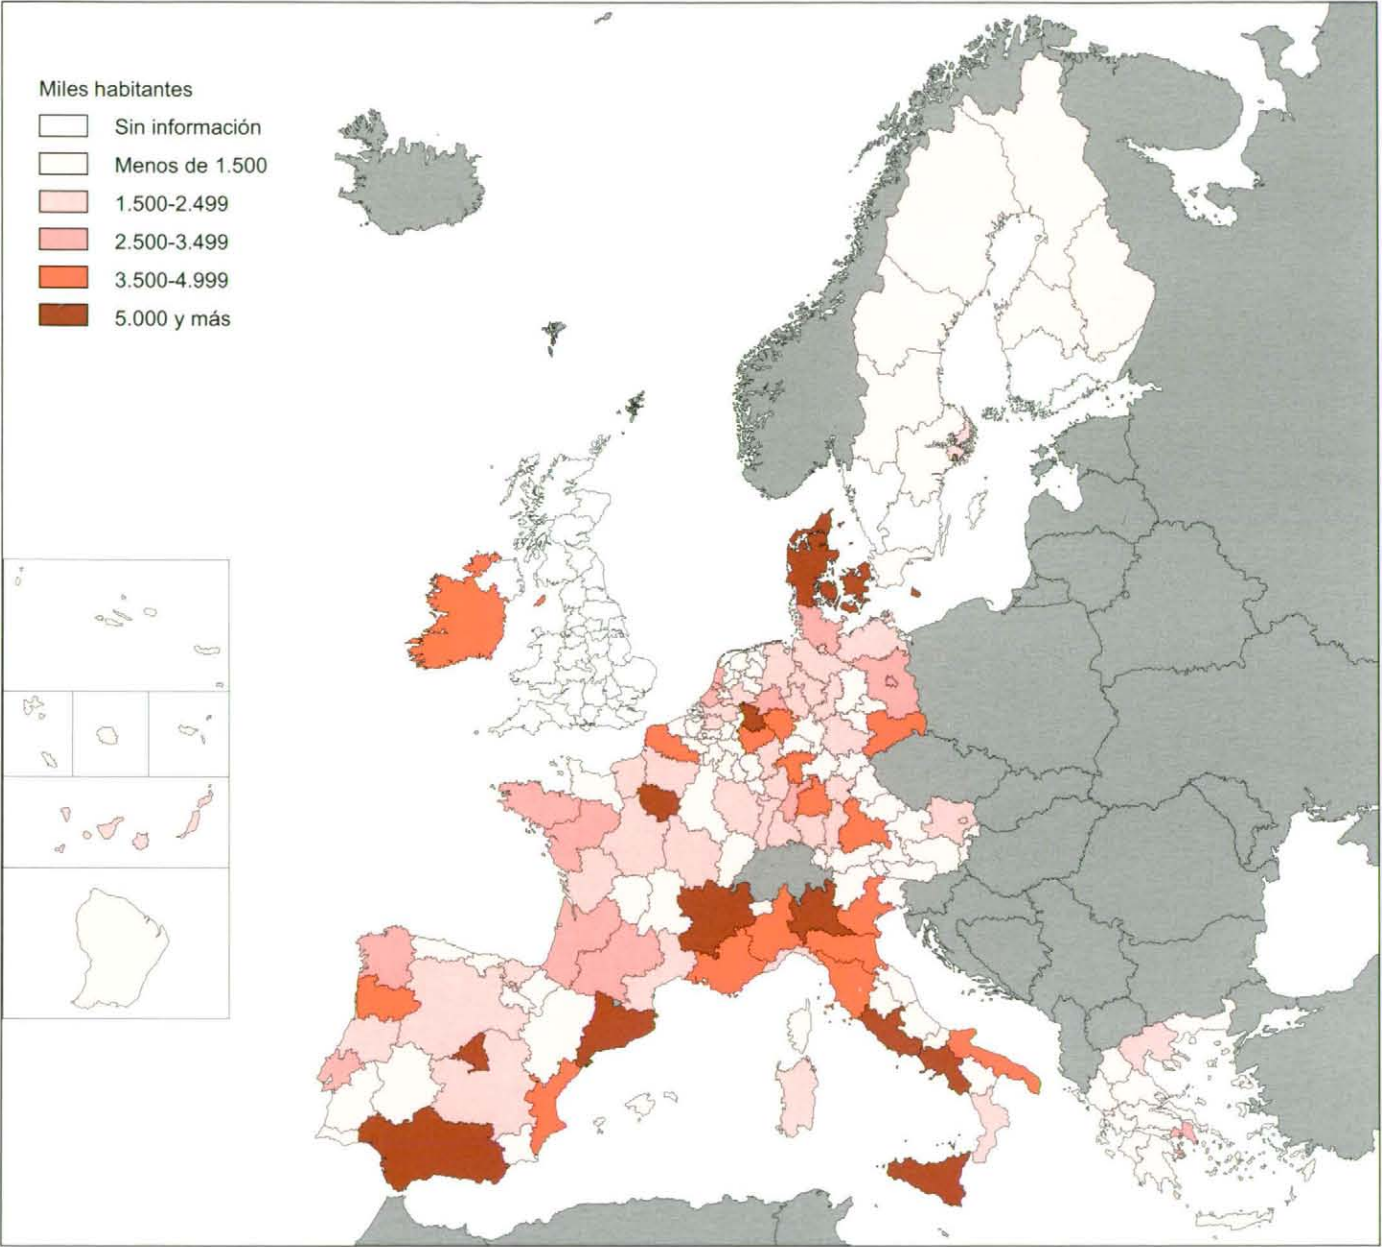 Miles habitantes
Sin información
Menos de 1.500
1.500-2.499
2.500-3.499
3.500-4.999
5.000 y más